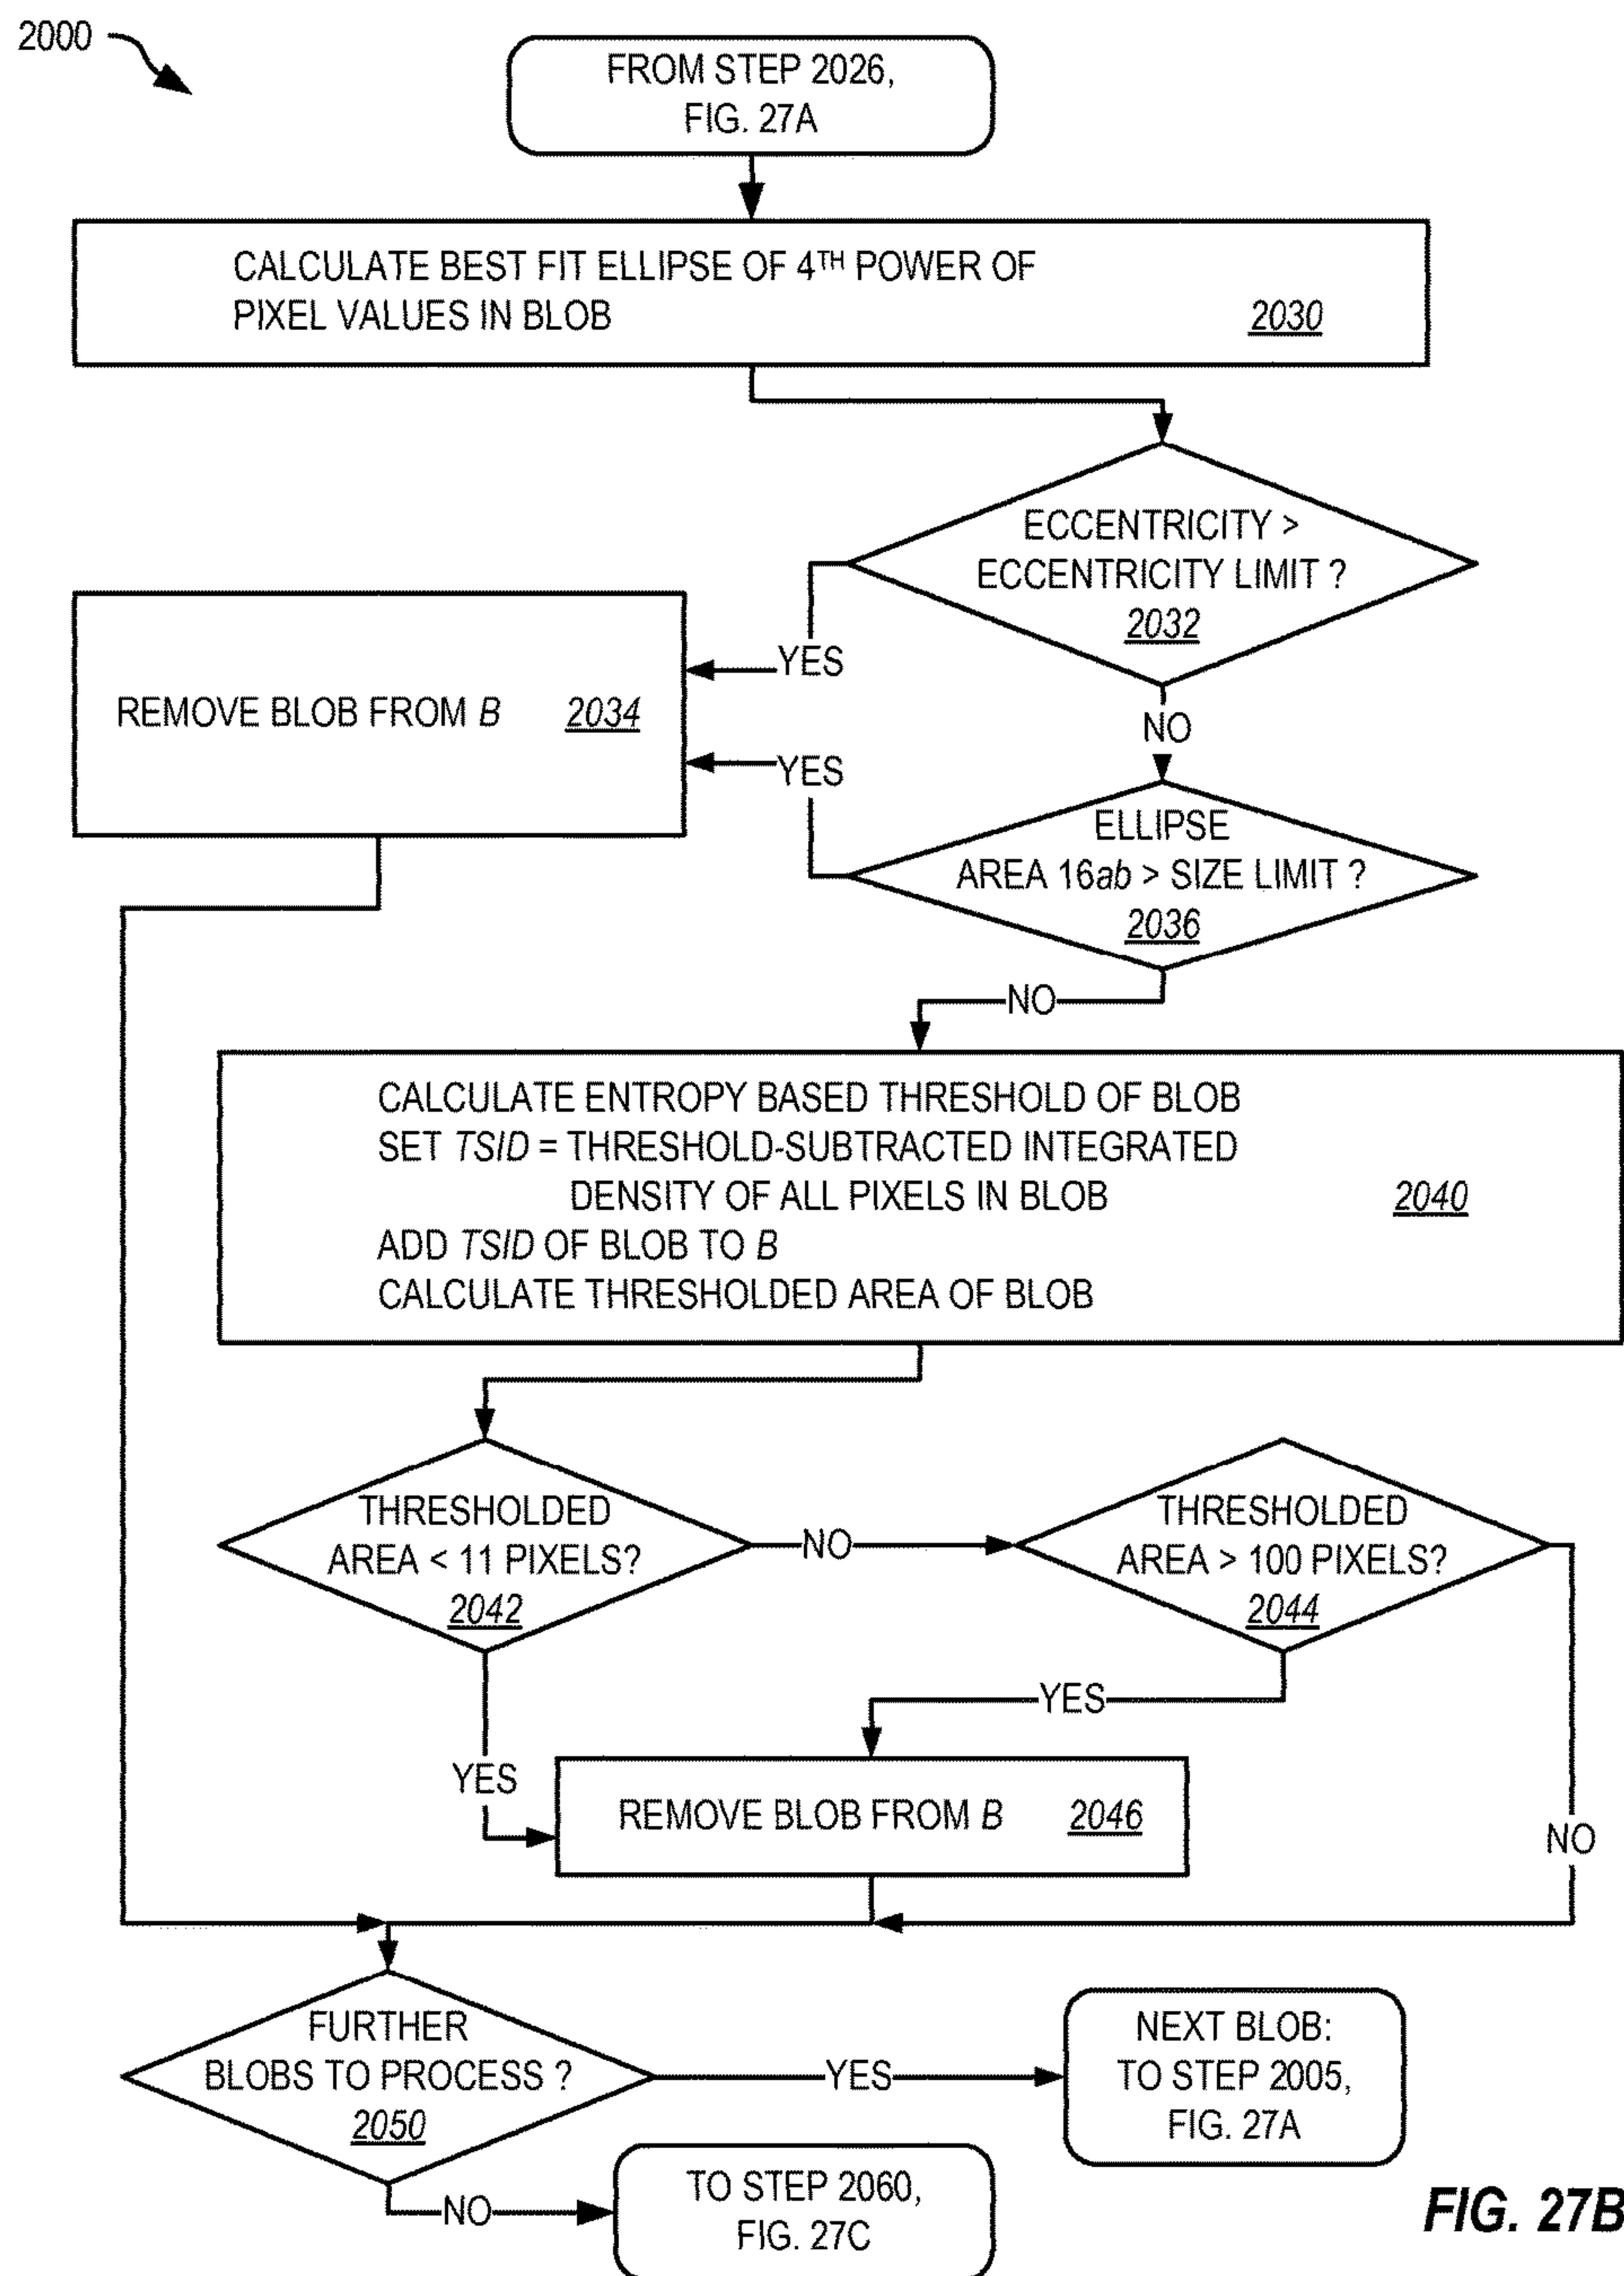 2000
FROM STEP 2026,
FIG. 27A
CALCULATE BEST FIT ELLIPSE OF 4TH POWER OF
PIXEL VALUES IN BLOB 2030
ECCENTRICITY >
ECCENTRICITY LIMIT ?
2032
YES
REMOVE BLOB FROM B 2034
NO
YES
ELLIPSE
AREA 16ab > SIZE LIMIT ?
2036
NO
CALCULATE ENTROPY BASED THRESHOLD OF BLOB
SET TSID = THRESHOLD-SUBTRACTED INTEGRATED
DENSITY OF ALL PIXELS IN BLOB 2040
ADD TSID OF BLOB TO B
CALCULATE THRESHOLDED AREA OF BLOB
THRESHOLDED
AREA < 11 PIXELS?
2042
NO
THRESHOLDED
AREA > 100 PIXELS?
2044
YES
YES
REMOVE BLOB FROM B 2046
NO
FURTHER
BLOBS TO PROCESS ?
2050
YES
NEXT BLOB:
TO STEP 2005,
FIG. 27A
NO
TO STEP 2060,
FIG. 27C
FIG. 27B